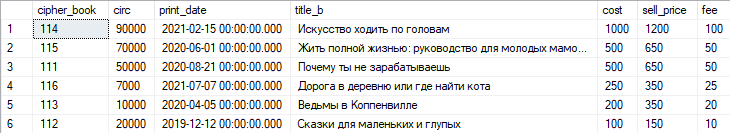 cipher_book circ print_date title_b cost sell_price fee
1 114 90000 2021-02-15 00:00:00.000 Искусство ходить по головам 1000 1200 100
2 115 70000 2020-06-01 00:00:00.000 Жить полной жизнью: руководство для молодых мамо... 500 650 50
3 111 50000 2020-08-21 00:00:00.000 Почему ты не зарабатываешь 500 650 50
4 116 7000 2021-07-07 00:00:00.000 Дорога в деревню или где найти кота 250 350 25
5 113 10000 2020-04-05 00:00:00.000 Ведьмы в Коппенвилле 200 350 20
6 112 20000 2019-12-12 00:00:00.000 Сказки для маленьких и глупых 100 150 10